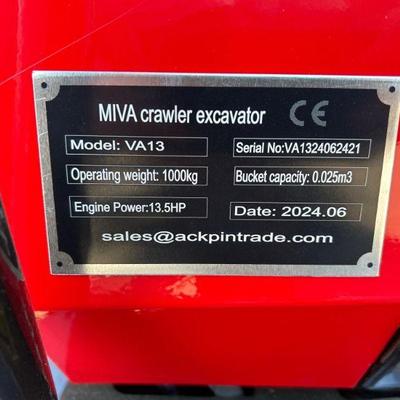 MIVA crawler excavator CE
Model: VA13 Serial No:VA1324062421
Operating weight: 1000kg Bucket capacity: 0.025m3
Engine Power:13.5HP Date: 2024.06
sales@ackpintrade.com